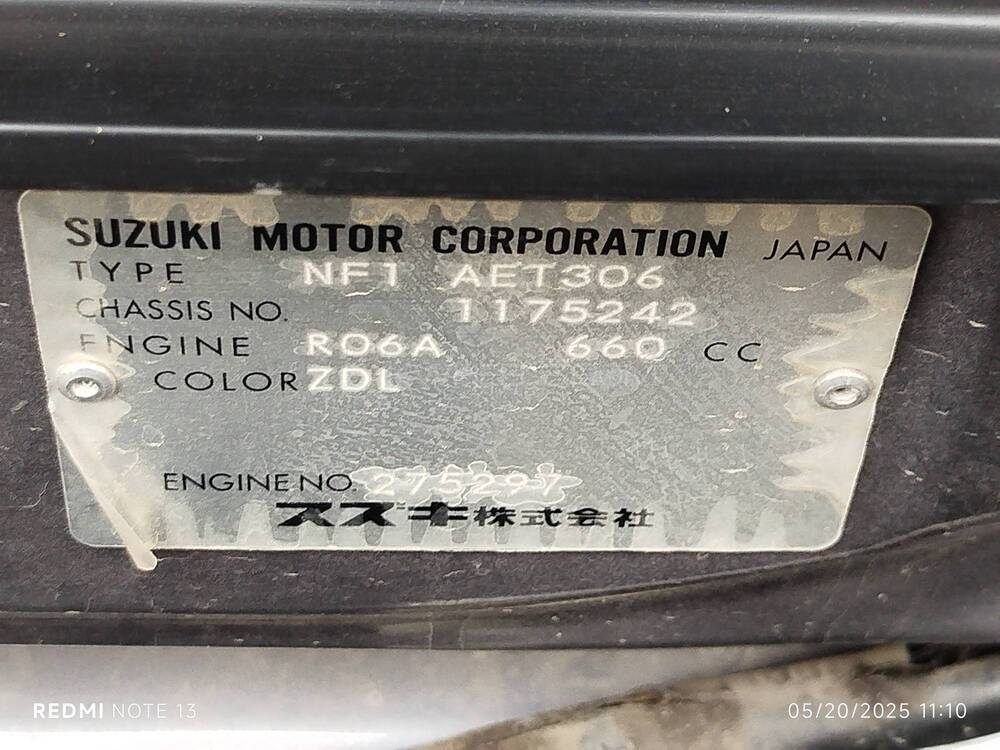 SUZUKI MOTOR CORPORATION JAPAN
TYPE NF1 AET306
CHASSIS NO. 1175242
ENGINE R06A 660 CC
COLOR ZDL
ENGINE NO. 275297
スズキ株式会社
REDMI NOTE 13
05/20/2025 11:10